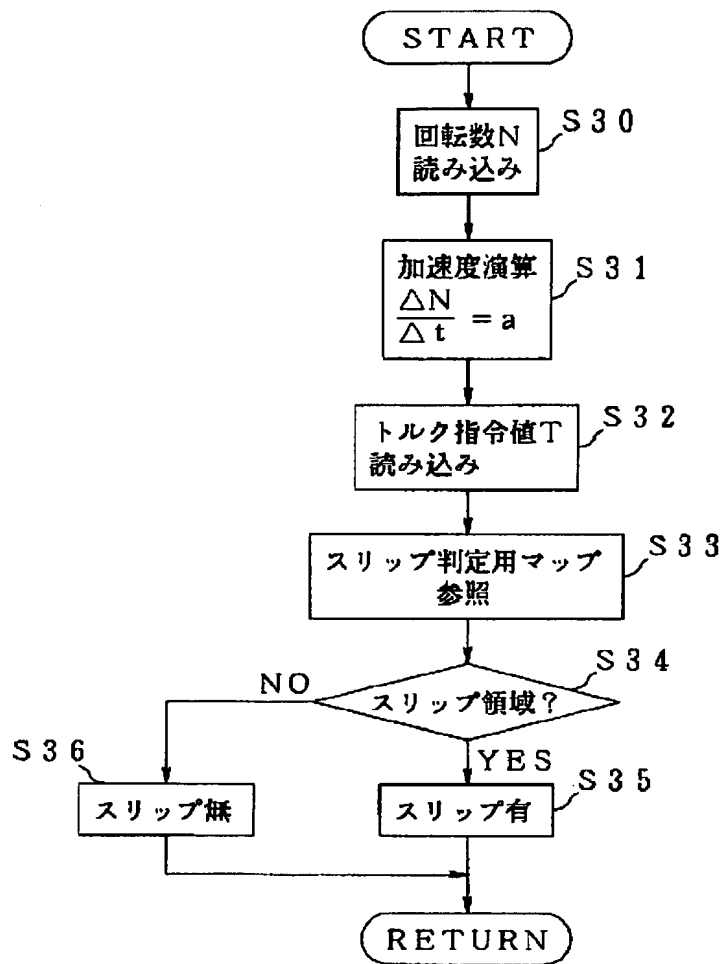 START
S30
回転数N
読み込み
S31
加速度演算
△N
△t = a
S32
トルク指令値T
読み込み
S33
スリップ判定用マップ
参照
S34
スリップ領域？
NO
YES
S36
スリップ無
S35
スリップ有
RETURN